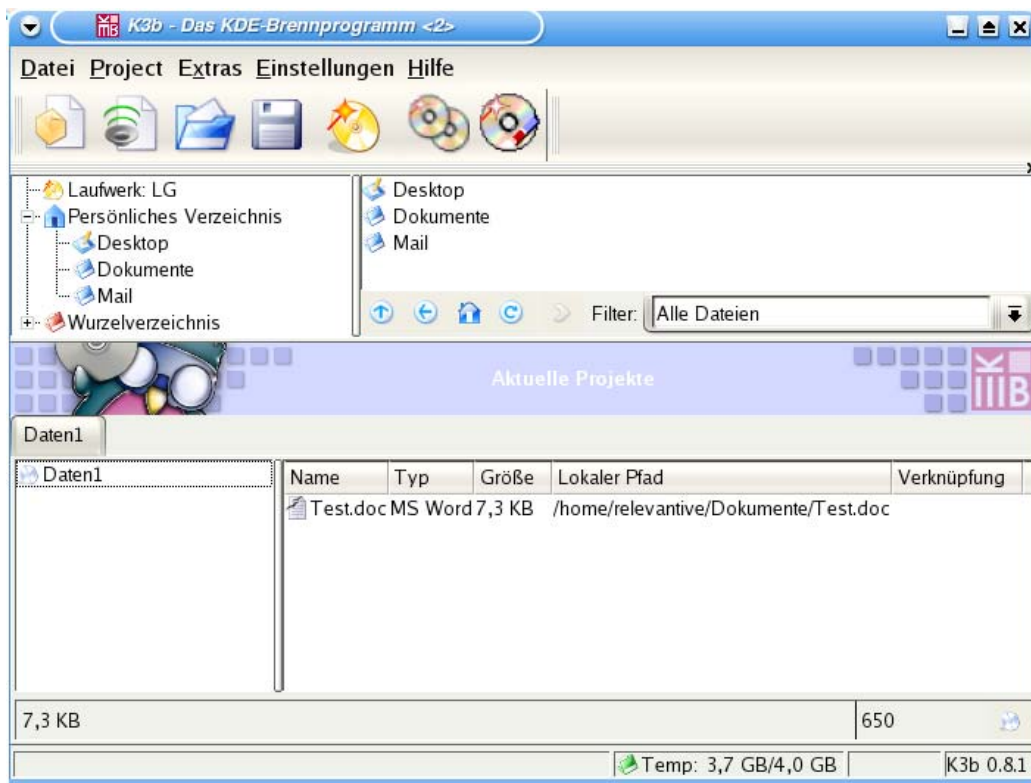 K3b - Das KDE-Brennprogramm <2>
Datei Project Extras Einstellungen Hilfe
Laufwerk: LG
Persönliches Verzeichnis
Desktop
Dokumente
Mail
Wurzelverzeichnis
Desktop
Dokumente
Mail
Filter: Alle Dateien
Aktuelle Projekte
K3B
Daten1
Daten1
Name Typ Größe Lokaler Pfad Verknüpfung
Test.doc MS Word 7,3 KB /home/relevantive/Dokumente/Test.doc
7,3 KB 650
Temp: 3,7 GB/4,0 GB K3b 0.8.1